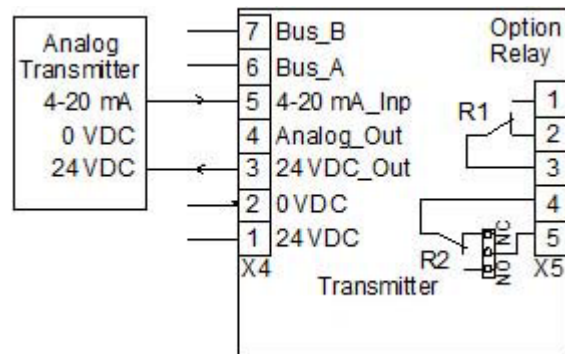 Analog
Transmitter
4-20 mA
0 VDC
24 VDC
7 Bus_B
6 Bus_A
5 4-20 mA_Inp
4 Analog_Out
3 24VDC_Out
2 0VDC
1 24VDC
X4
Option
Relay
R1
1
2
3
4
5
X5
R2
NC
NO
Transmitter